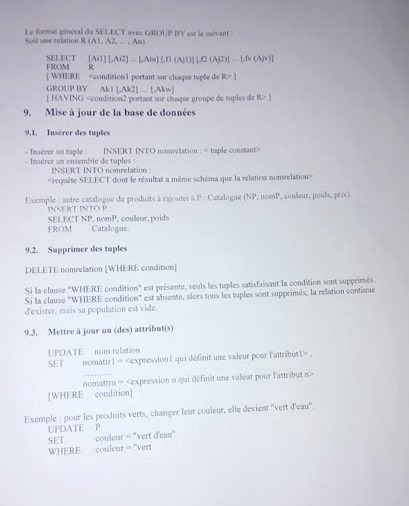 Le format général du SELECT avec GROUP BY est le suivant :
Soit une relation R (A1, A2, ... , An)
SELECT [Ai1] [,Ai2] ... [,Aiu] [,f1 (Aj1)] [,f2 (Aj2)] ... [,fv (Ajv)]
FROM R
[ WHERE <condition1 portant sur chaque tuple de R> ]
GROUP BY Ak1 [,Ak2] ... [,Akw]
[ HAVING <condition2 portant sur chaque groupe de tuples de R> ]
9. Mise à jour de la base de données
9.1. Insérer des tuples
- Insérer un tuple : INSERT INTO nomrelation : < tuple constant>
- Insérer un ensemble de tuples :
INSERT INTO nomrelation :
<requête SELECT dont le résultat a même schéma que la relation nomrelation>
Exemple : autre catalogue de produits à rajouter à P : Catalogue (NP, nomP, couleur, poids, prix).
INSERT INTO P :
SELECT NP, nomP, couleur, poids
FROM Catalogue.
9.2. Supprimer des tuples
DELETE nomrelation [WHERE condition]
Si la clause "WHERE condition" est présente, seuls les tuples satisfaisant la condition sont supprimés.
Si la clause "WHERE condition" est absente, alors tous les tuples sont supprimés; la relation continue
d'exister, mais sa population est vide.
9.3. Mettre à jour un (des) attribut(s)
UPDATE nom relation
SET nomattr1 = <expression1 qui définit une valeur pour l'attribut1> ,
.............
nomattrn = <expression n qui définit une valeur pour l'attribut n>
[WHERE condition]
Exemple : pour les produits verts, changer leur couleur, elle devient "vert d'eau".
UPDATE P
SET couleur = "vert d'eau"
WHERE couleur = "vert